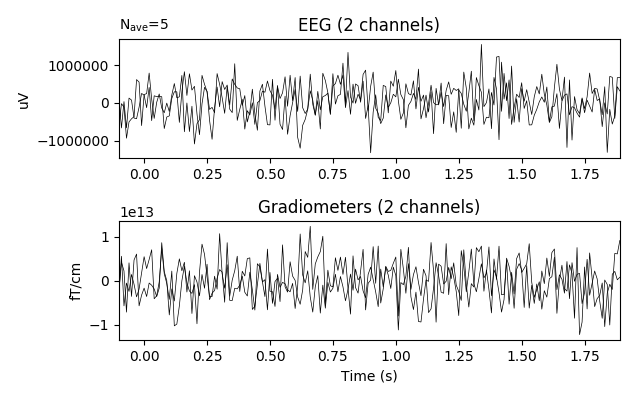 N_ave=5
EEG (2 channels)
1000000
0
−1000000
uV
0.00 0.25 0.50 0.75 1.00 1.25 1.50 1.75
1e13
Gradiometers (2 channels)
1
0
−1
fT/cm
0.00 0.25 0.50 0.75 1.00 1.25 1.50 1.75
Time (s)